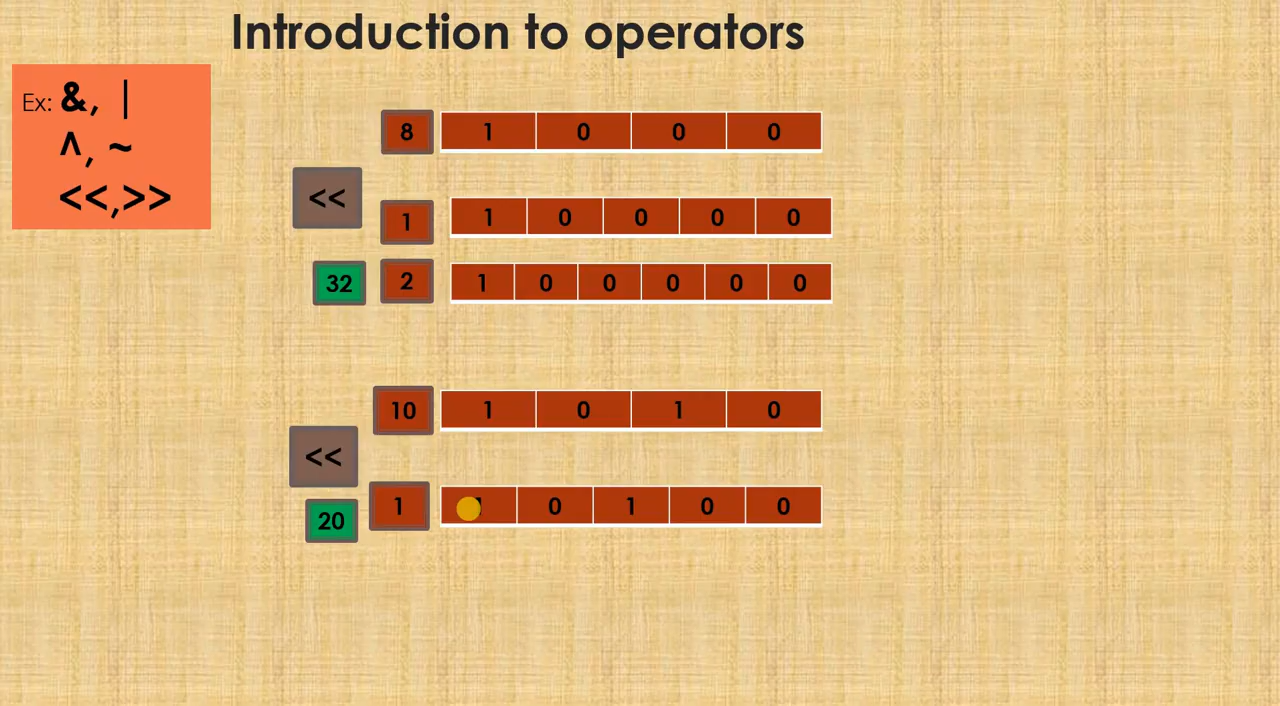 Introduction to operators
Ex: &, |
^, ~
<<,>>
8 1 0 0 0
<<
1 1 0 0 0 0
32 2 1 0 0 0 0 0
10 1 0 1 0
<<
1 1 0 1 0 0
20